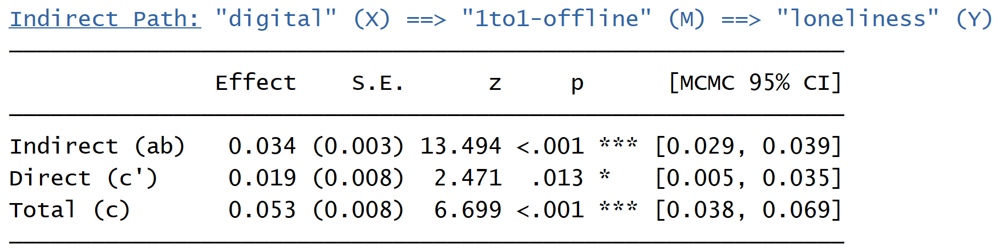 Indirect Path: "digital" (X) ==> "1to1-offline" (M) ==> "loneliness" (Y)
Effect S.E. z p [MCMC 95% CI]
Indirect (ab) 0.034 (0.003) 13.494 <.001 *** [0.029, 0.039]
Direct (c') 0.019 (0.008) 2.471 .013 * [0.005, 0.035]
Total (c) 0.053 (0.008) 6.699 <.001 *** [0.038, 0.069]